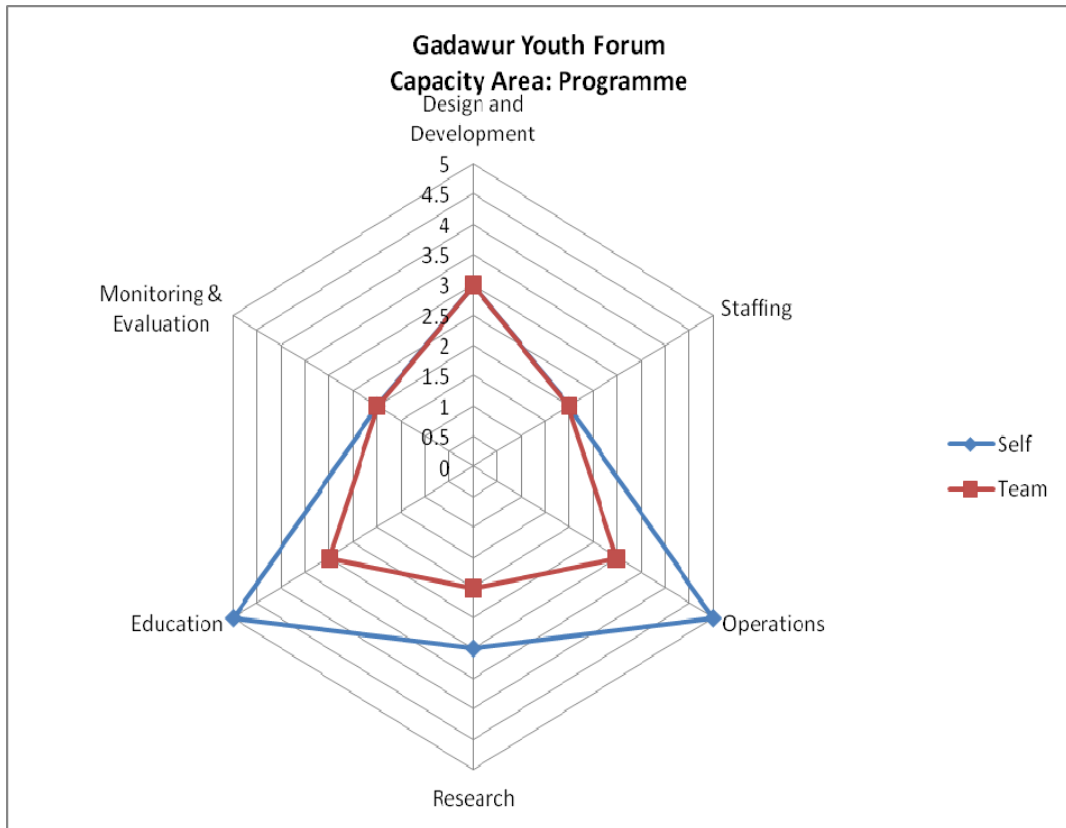 Gadawur Youth Forum
Capacity Area: Programme
Design and
Development
5
4.5
4
3.5
3
2.5
2
1.5
1
0.5
0
Monitoring &
Evaluation
Staffing
Self
Team
Education
Operations
Research